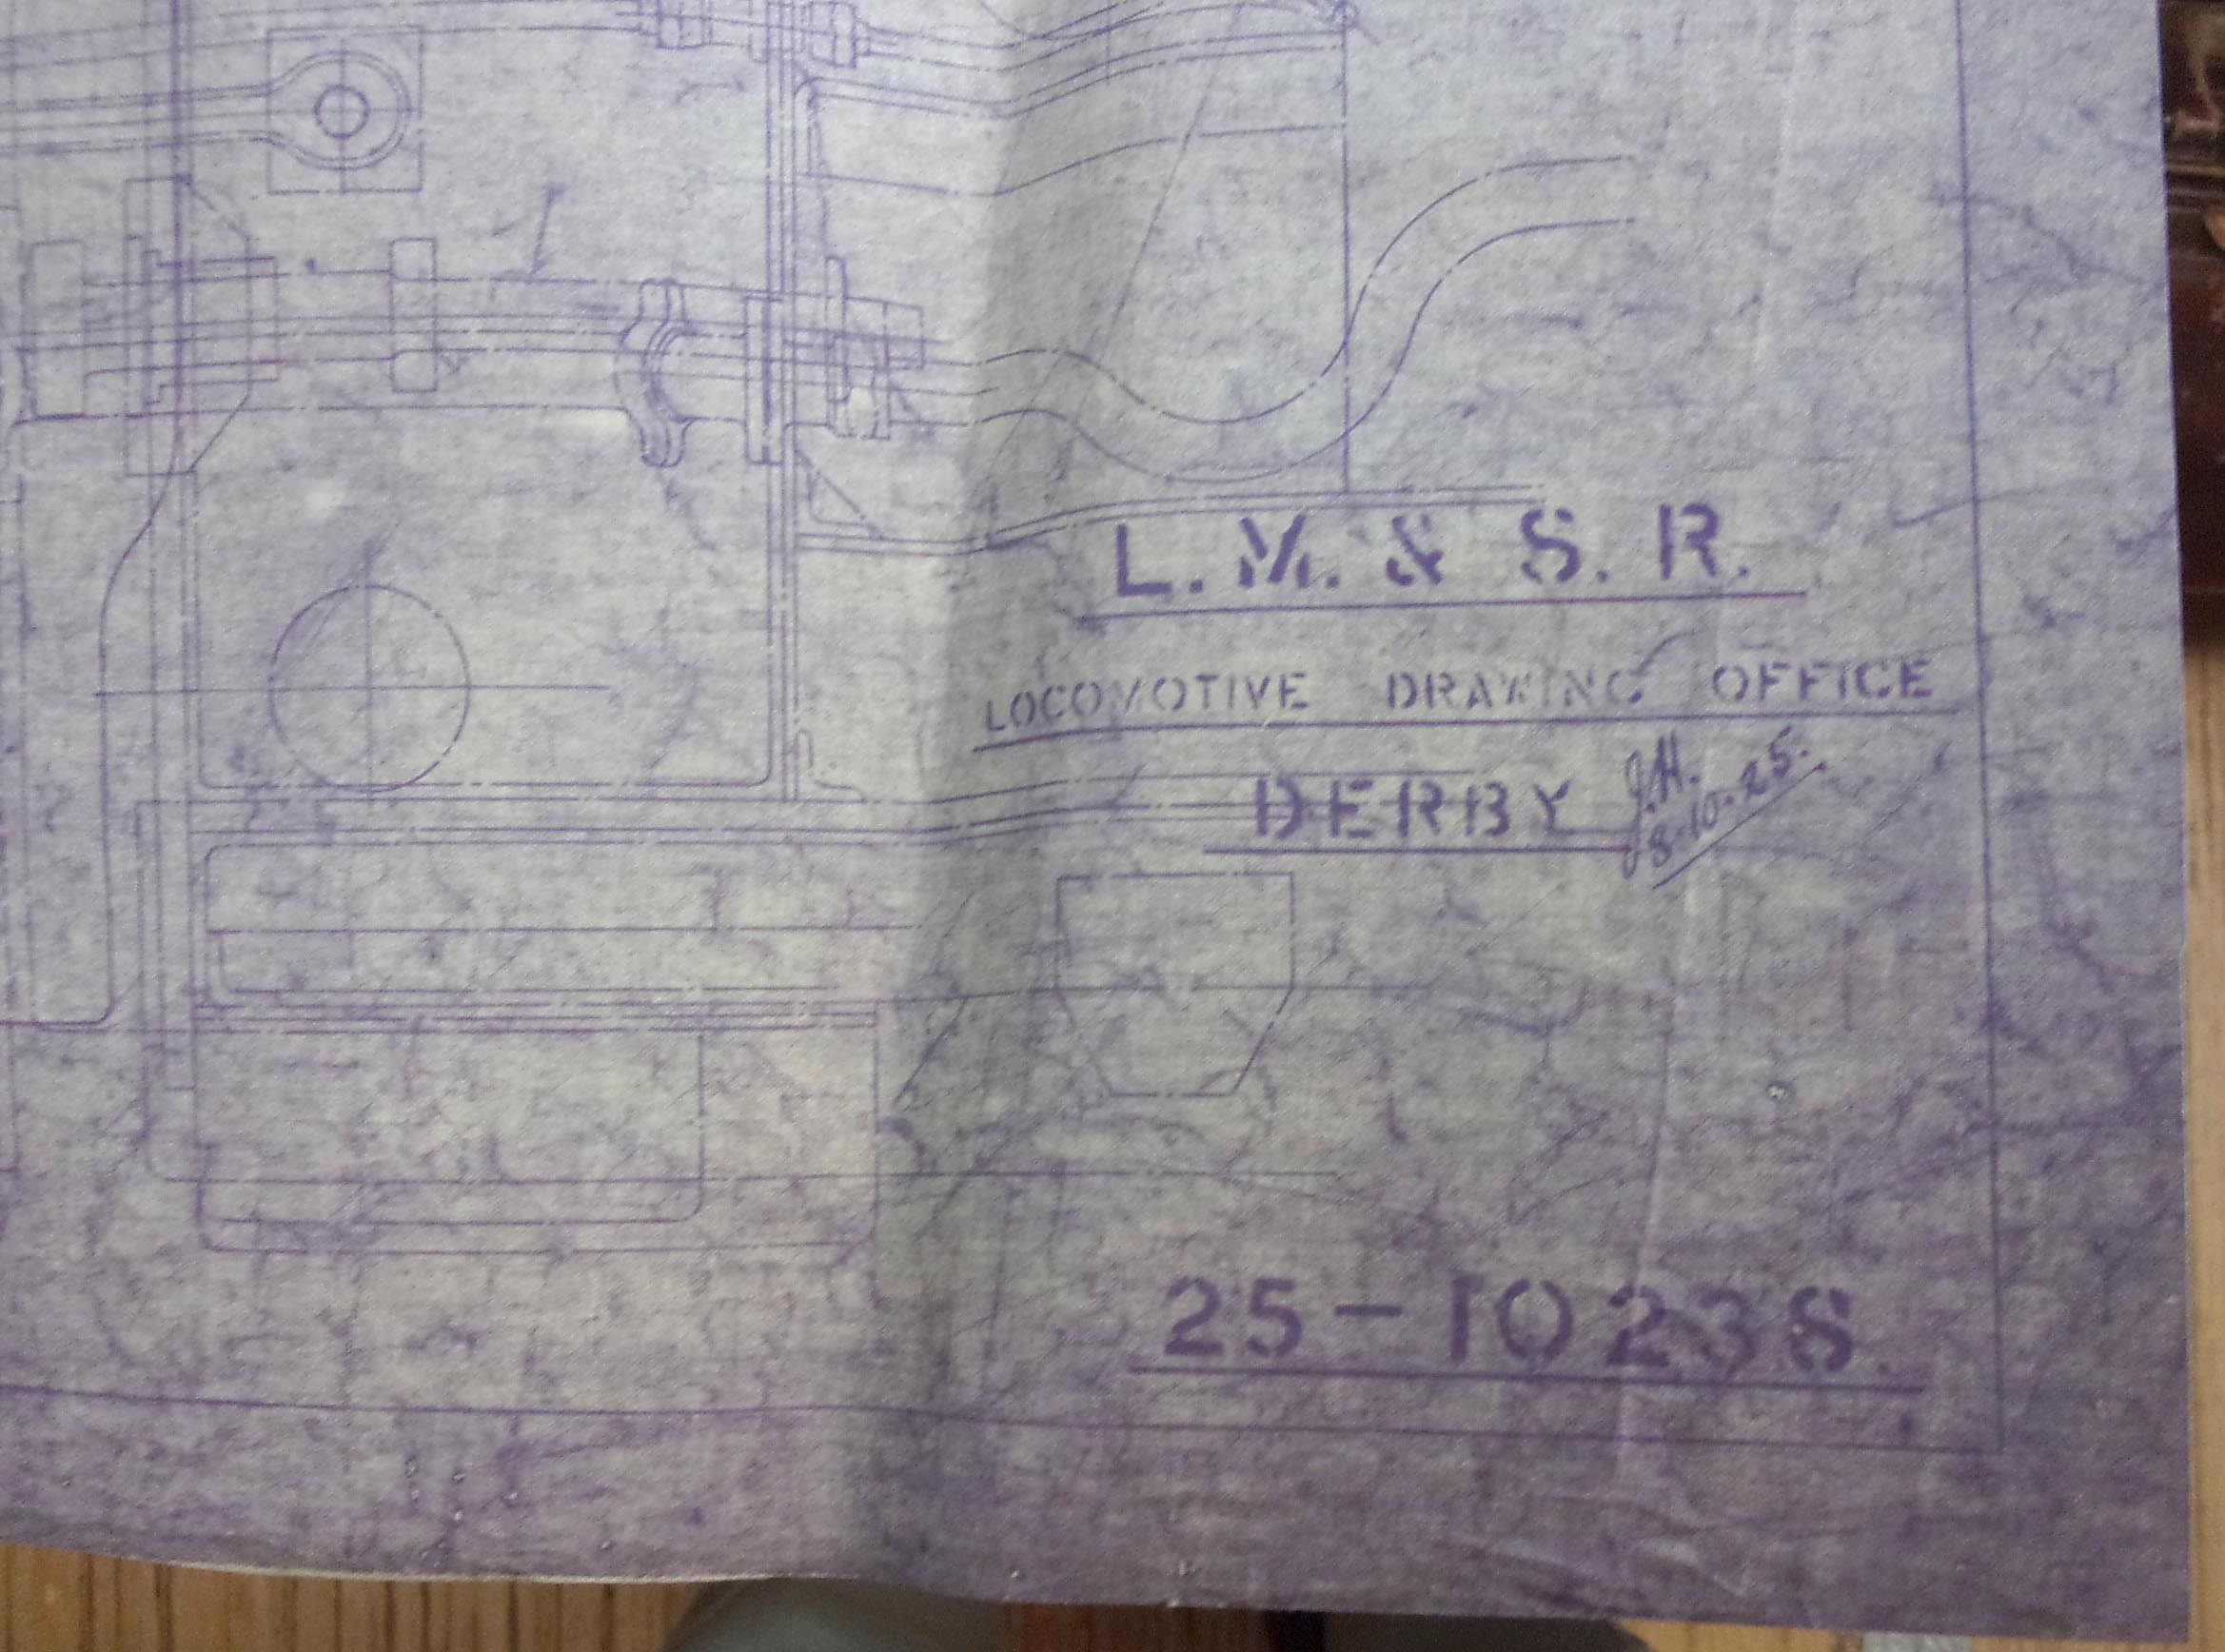 L. M. & S. R.
LOCOMOTIVE DRAWING OFFICE
DERBY
J.H.
8-10-25.
25-10238.